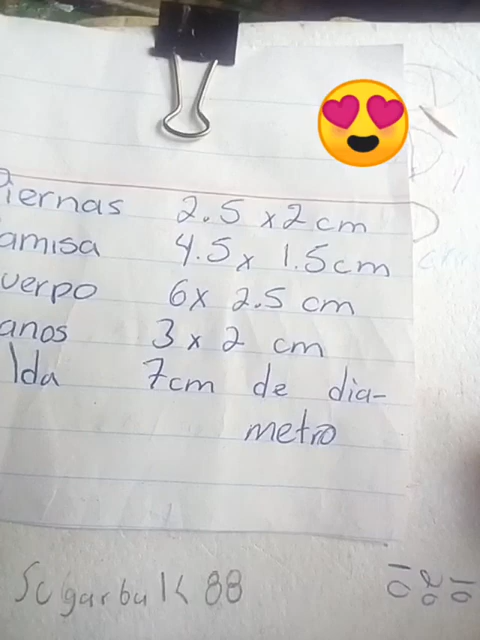 Piernas 2.5 x 2 cm
amisa 4.5 x 1.5 cm
uerpo 6 x 2.5 cm
anos 3 x 2 cm
lda 7cm de dia-
metro